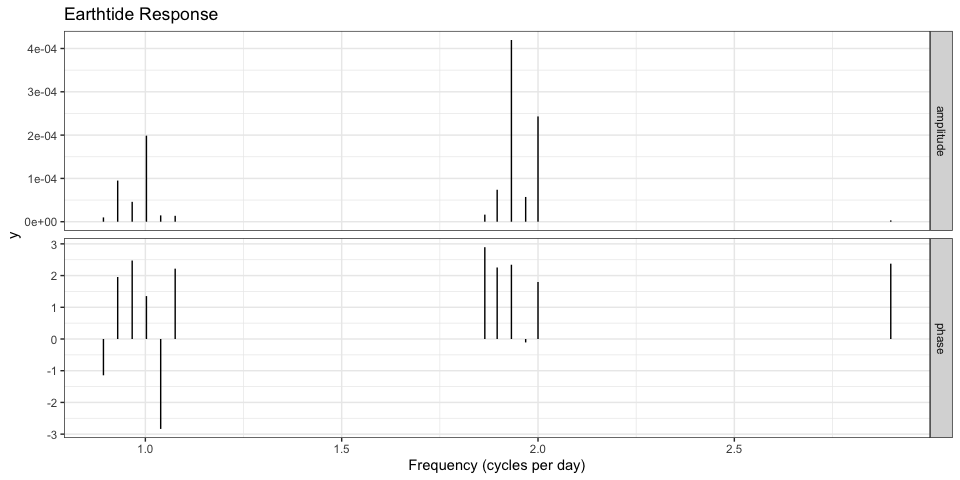 Earthtide Response
4e-04
3e-04
2e-04
1e-04
0e+00
amplitude
y
3
2
1
0
-1
-2
-3
phase
1.0 1.5 2.0 2.5
Frequency (cycles per day)